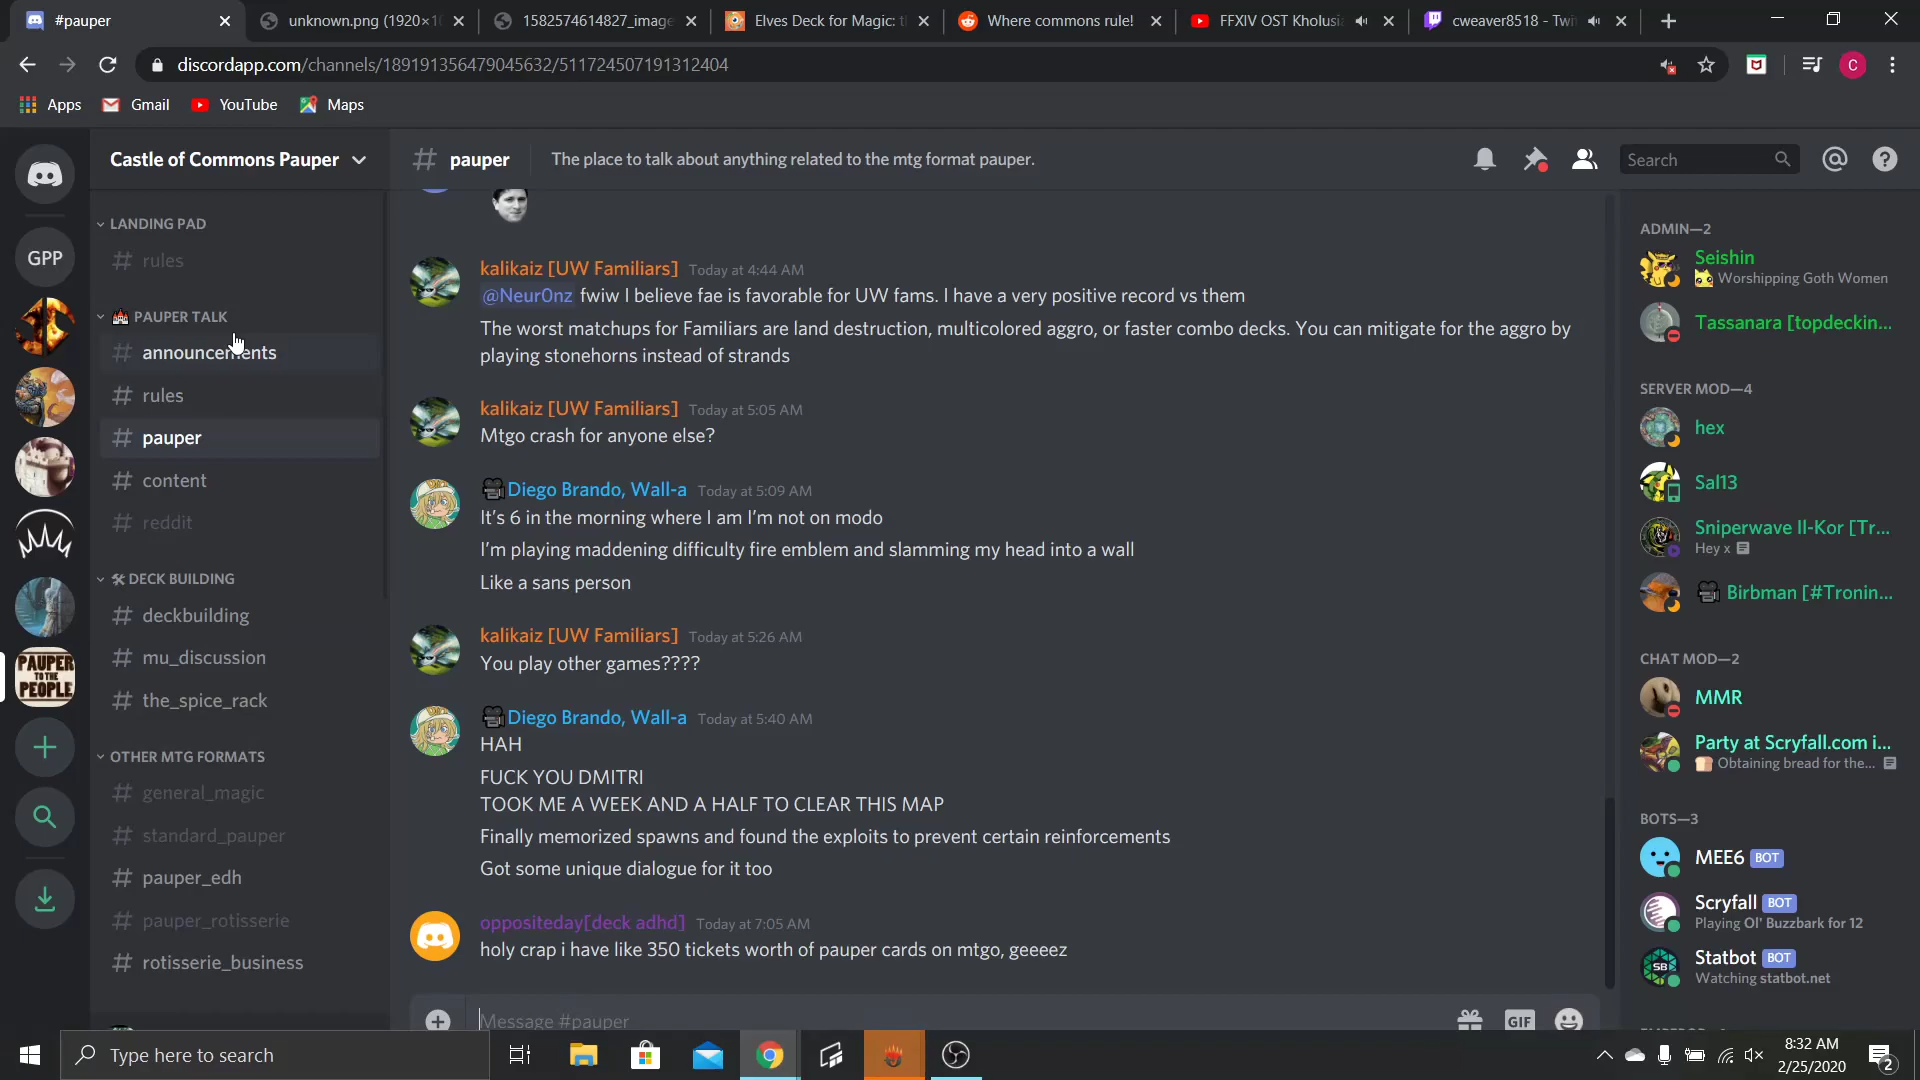 #pauper
unknown.png (1920×1
1582574614827_image
Elves Deck for Magic: t
Where commons rule!
FFXIV OST Kholusi
cweaver8518 - Twi
discordapp.com/channels/189191356479045632/511724507191312404
C
Apps
Gmail
YouTube
Maps
Castle of Commons Pauper
# pauper
The place to talk about anything related to the mtg format pauper.
Search
GPP
PAUPER
TO THE
PEOPLE
LANDING PAD
# rules
PAUPER TALK
# announcements
# rules
# pauper
# content
# reddit
DECK BUILDING
# deckbuilding
# mu_discussion
# the_spice_rack
OTHER MTG FORMATS
# general_magic
# standard_pauper
# pauper_edh
# pauper_rotisserie
# rotisserie_business
kalikaiz [UW Familiars] Today at 4:44 AM
@Neur0nz fwiw I believe fae is favorable for UW fams. I have a very positive record vs them
The worst matchups for Familiars are land destruction, multicolored aggro, or faster combo decks. You can mitigate for the aggro by
playing stonehorns instead of strands
kalikaiz [UW Familiars] Today at 5:05 AM
Mtgo crash for anyone else?
Diego Brando, Wall-a Today at 5:09 AM
It's 6 in the morning where I am I'm not on modo
I'm playing maddening difficulty fire emblem and slamming my head into a wall
Like a sans person
kalikaiz [UW Familiars] Today at 5:26 AM
You play other games????
Diego Brando, Wall-a Today at 5:40 AM
HAH
FUCK YOU DMITRI
TOOK ME A WEEK AND A HALF TO CLEAR THIS MAP
Finally memorized spawns and found the exploits to prevent certain reinforcements
Got some unique dialogue for it too
oppositeday[deck adhd] Today at 7:05 AM
holy crap i have like 350 tickets worth of pauper cards on mtgo, geeeez
Message #pauper
GIF
ADMIN—2
Seishin
Worshipping Goth Women
Tassanara [topdeckin...
SERVER MOD—4
hex
Sal13
Sniperwave Il-Kor [Tr...
Hey x
Birbman [#Tronin...
CHAT MOD—2
MMR
Party at Scryfall.com i...
Obtaining bread for the...
BOTS—3
MEE6 BOT
Scryfall BOT
Playing Ol' Buzzbark for 12
SB
Statbot BOT
Watching statbot.net
Type here to search
8:32 AM
2/25/2020
2